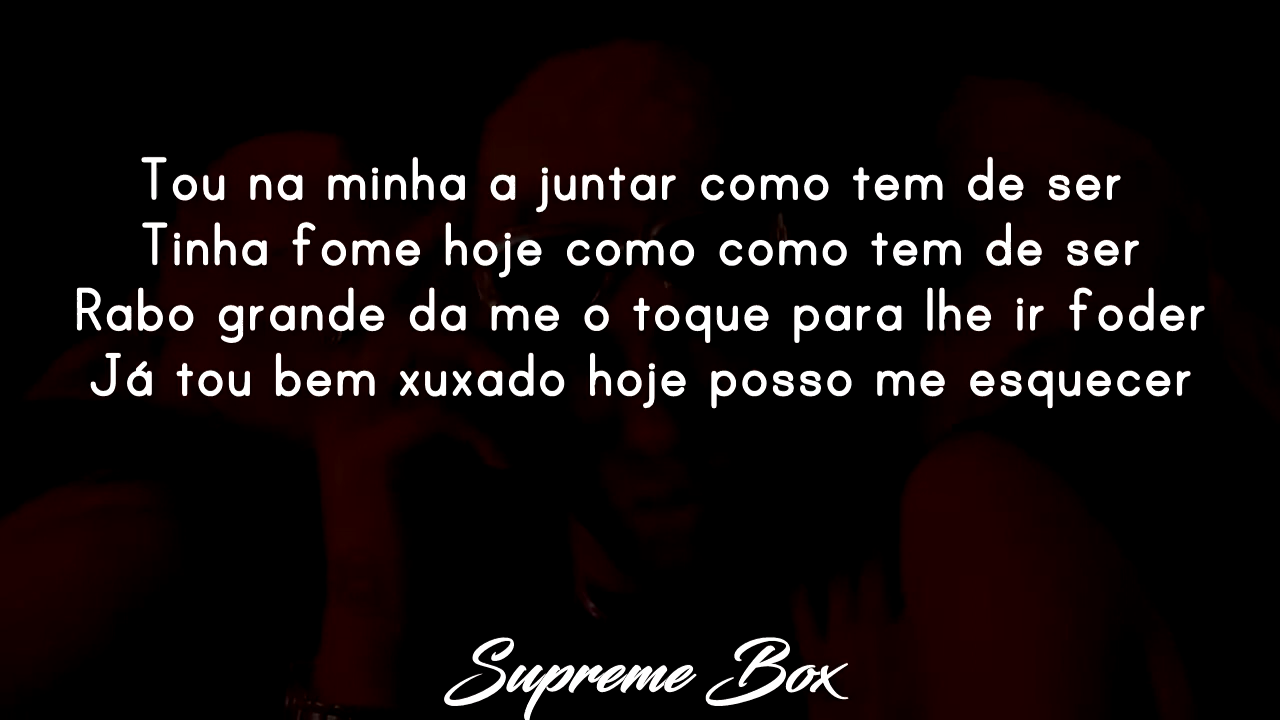 Tou na minha a juntar como tem de ser
Tinha fome hoje como como tem de ser
Rabo grande da me o toque para lhe ir foder
Já tou bem xuxado hoje posso me esquecer
Supreme Box